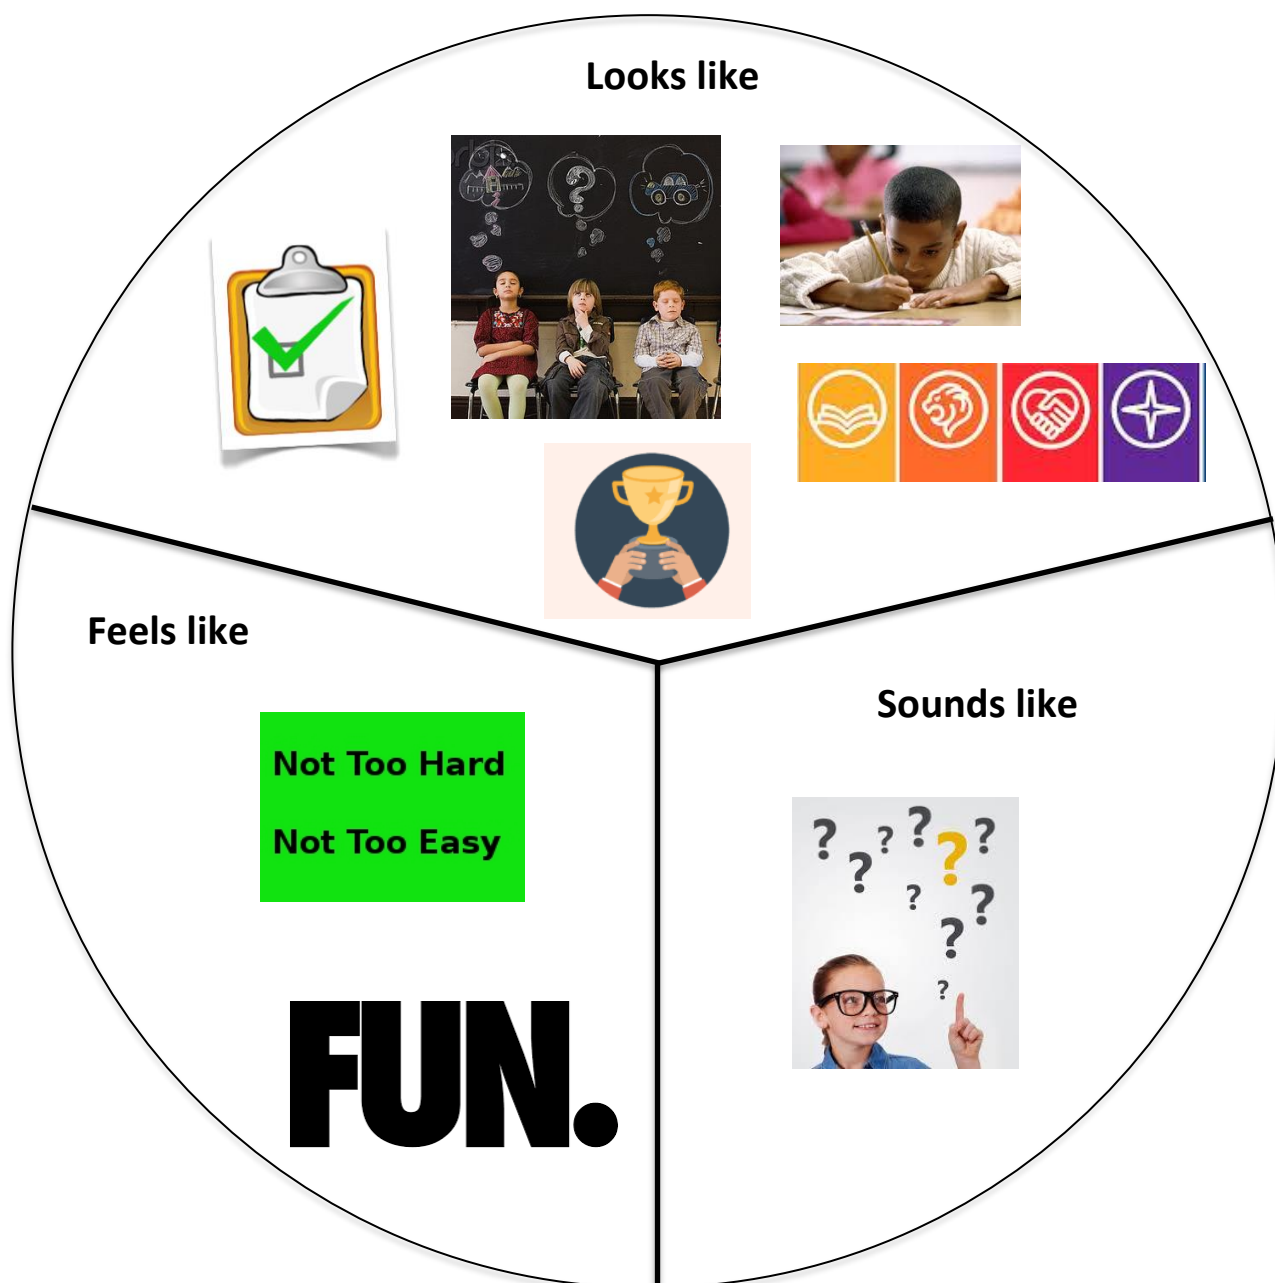 Looks like
?
Feels like
Sounds like
Not Too Hard
Not Too Easy
? ? ? ? ?
?
? ?
?
?
FUN.